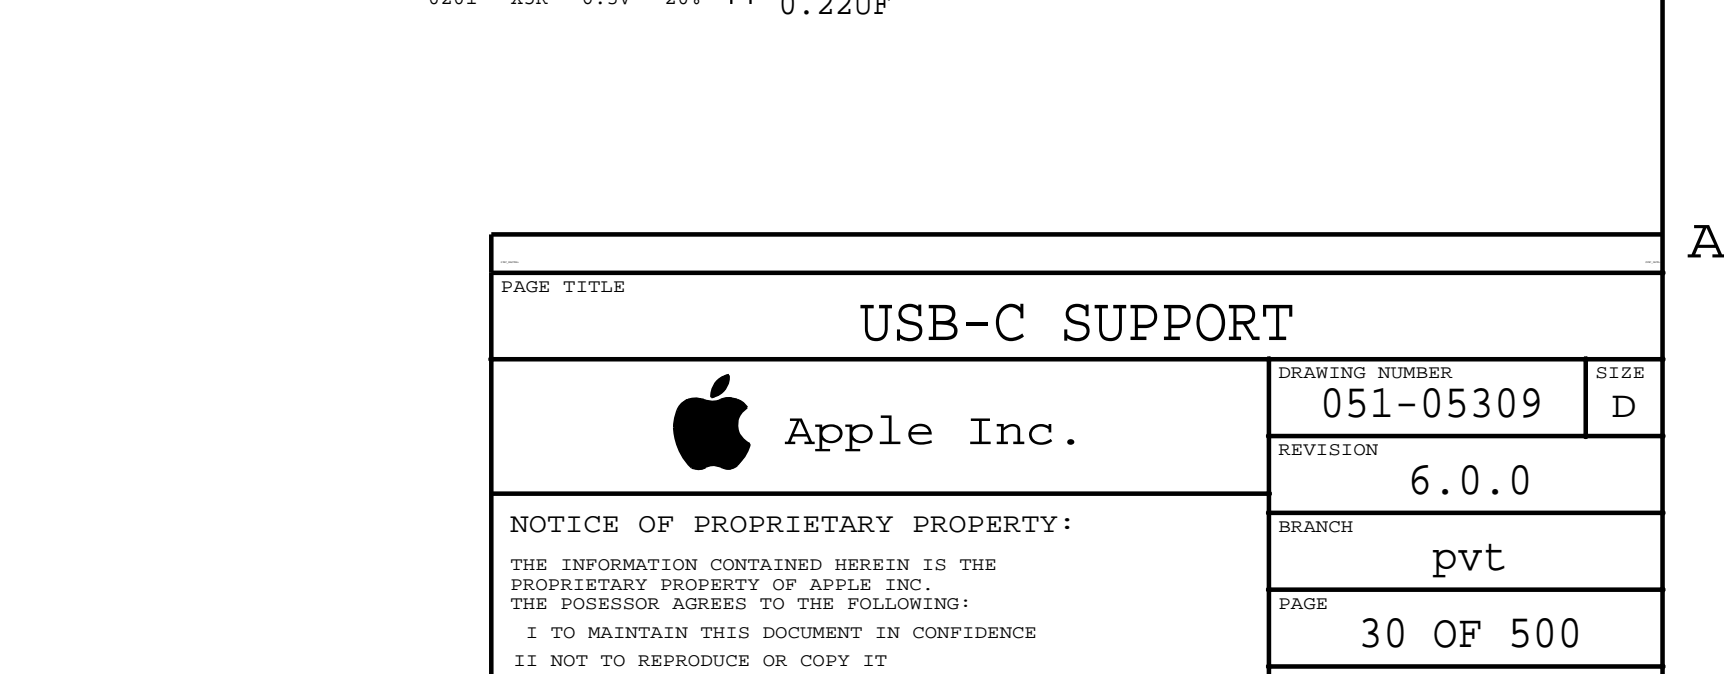 0.22UF
A
PAGE TITLE
USB-C SUPPORT
Apple Inc.
DRAWING NUMBER
051-05309
SIZE
D
REVISION
6.0.0
BRANCH
pvt
PAGE
30 OF 500
NOTICE OF PROPRIETARY PROPERTY:
THE INFORMATION CONTAINED HEREIN IS THE
PROPRIETARY PROPERTY OF APPLE INC.
THE POSESSOR AGREES TO THE FOLLOWING:
I TO MAINTAIN THIS DOCUMENT IN CONFIDENCE
II NOT TO REPRODUCE OR COPY IT